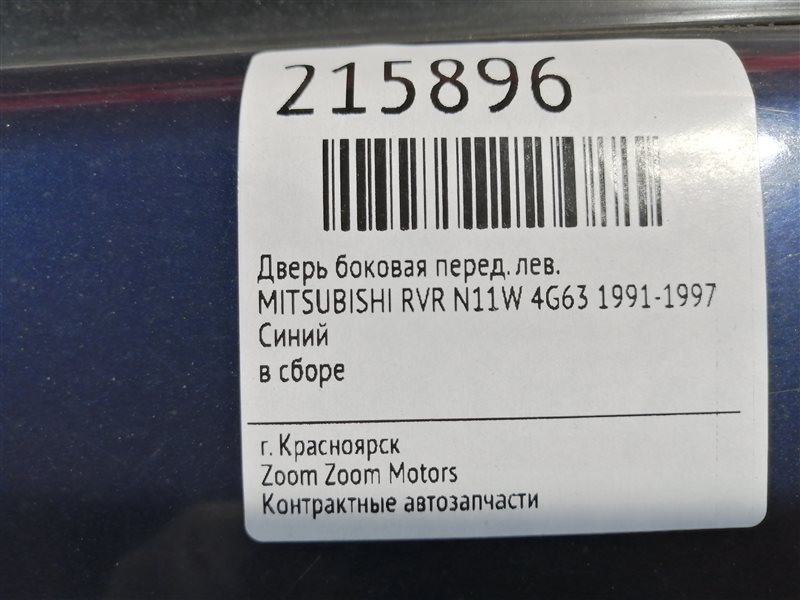 215896
Дверь боковая перед. лев.
MITSUBISHI RVR N11W 4G63 1991-1997
Синий
в сборе
г. Красноярск
Zoom Zoom Motors
Контрактные автозапчасти